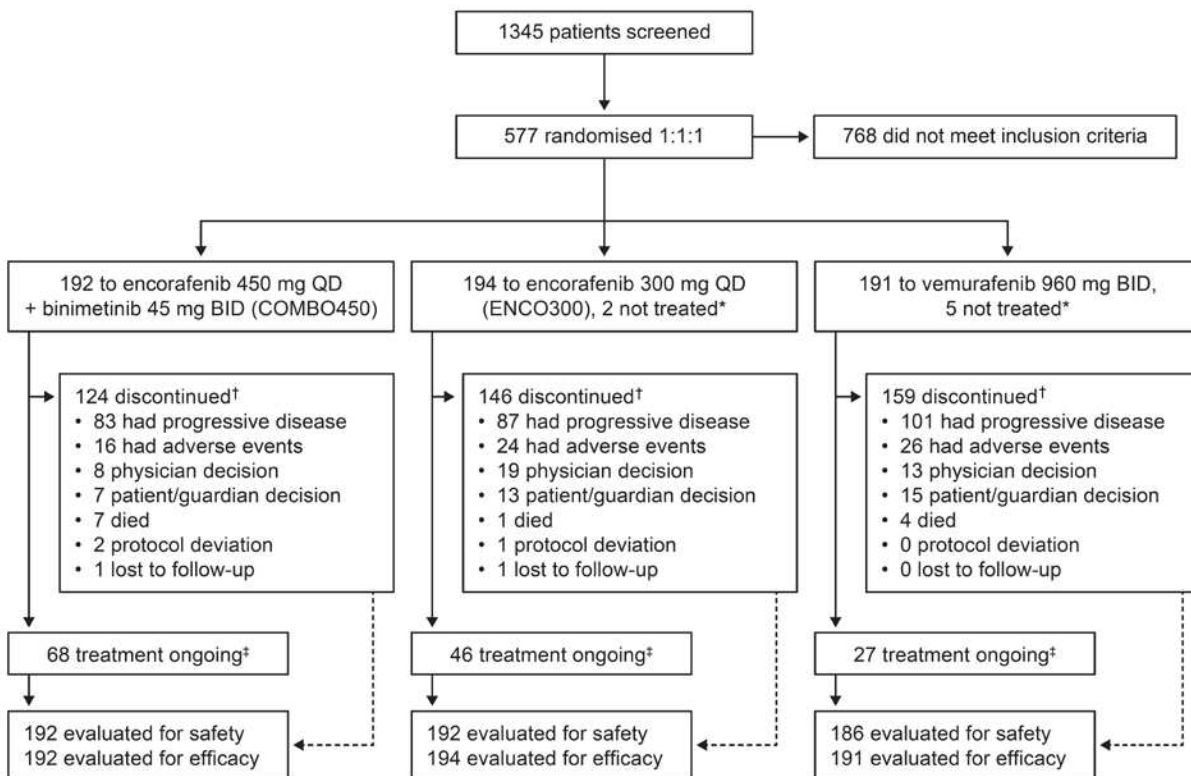 1345 patients screened
577 randomised 1:1:1
768 did not meet inclusion criteria
192 to encorafenib 450 mg QD
+ binimetinib 45 mg BID (COMBO450)
194 to encorafenib 300 mg QD
(ENCO300), 2 not treated*
191 to vemurafenib 960 mg BID,
5 not treated*
124 discontinued†
• 83 had progressive disease
• 16 had adverse events
• 8 physician decision
• 7 patient/guardian decision
• 7 died
• 2 protocol deviation
• 1 lost to follow-up
146 discontinued†
• 87 had progressive disease
• 24 had adverse events
• 19 physician decision
• 13 patient/guardian decision
• 1 died
• 1 protocol deviation
• 1 lost to follow-up
159 discontinued†
• 101 had progressive disease
• 26 had adverse events
• 13 physician decision
• 15 patient/guardian decision
• 4 died
• 0 protocol deviation
• 0 lost to follow-up
68 treatment ongoing‡
46 treatment ongoing‡
27 treatment ongoing‡
192 evaluated for safety
192 evaluated for efficacy
192 evaluated for safety
194 evaluated for efficacy
186 evaluated for safety
191 evaluated for efficacy